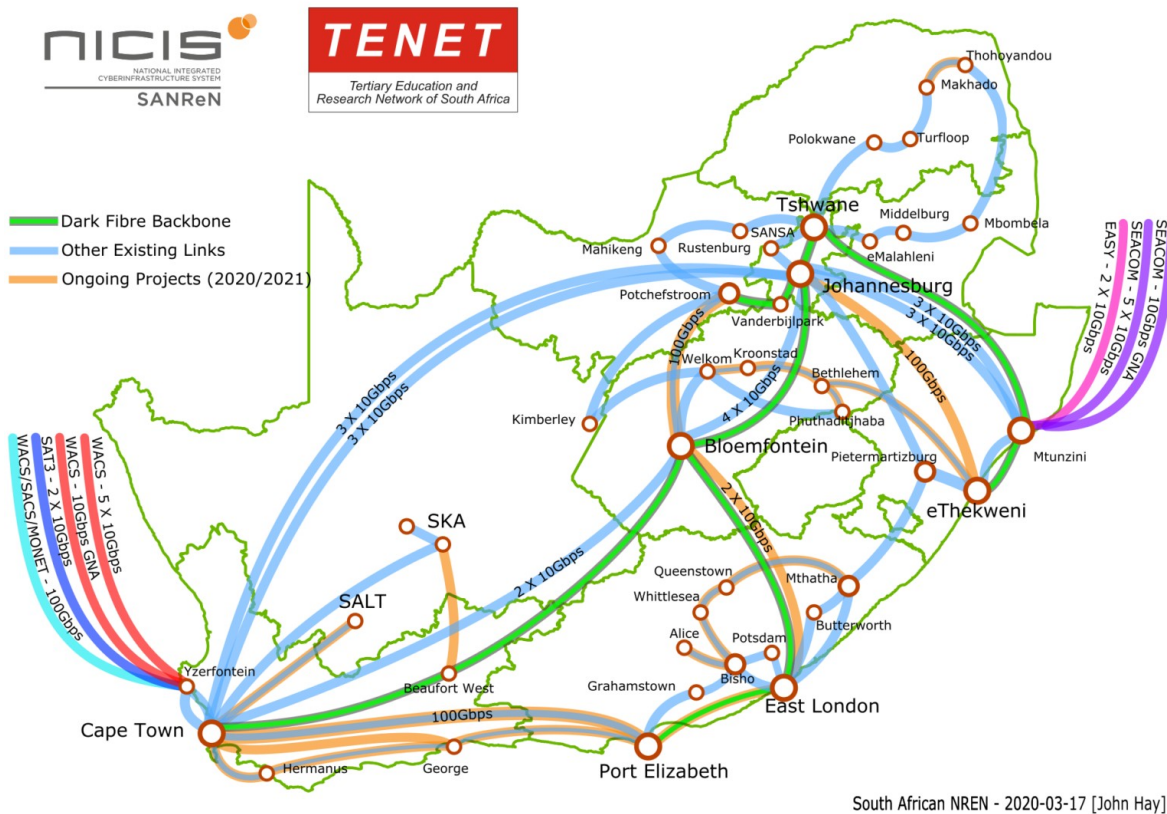 NICIS
NATIONAL INTEGRATED
CYBERINFRASTRUCTURE SYSTEM
SANReN
TENET
Tertiary Education and
Research Network of South Africa
Dark Fibre Backbone
Other Existing Links
Ongoing Projects (2020/2021)
Thohoyandou
Makhado
Polokwane
Turfloop
Tshwane
Middelburg
Mbombela
SANSA
Rustenburg
Mahikeng
eMalahleni
Johannesburg
Potchefstroom
Vanderbijlpark
3 X 10Gbps
3 X 10Gbps
EASY - 2 X 10Gbps
SEACOM - 5 X 10Gbps
SEACOM - 10Gbps GNA
100Gbps
100Gbps
Welkom
Kroonstad
Bethlehem
3 X 10Gbps
3 X 10Gbps
4 X 10Gbps
Kimberley
Phuthaditjhaba
Bloemfontein
Pietermartizburg
Mtunzini
eThekweni
2 X 10Gbps
WACS/SACS/MONET - 100Gbps
SAT3 - 2 X 10Gbps
WACS - 10Gbps GNA
WACS - 5 X 10Gbps
SKA
2 X 10Gbps
Queenstown
Mthatha
Whittlesea
SALT
Butterworth
Alice
Potsdam
Yzerfontein
Bisho
Beaufort West
Grahamstown
East London
100Gbps
Cape Town
Hermanus
George
Port Elizabeth
South African NREN - 2020-03-17 [John Hay]